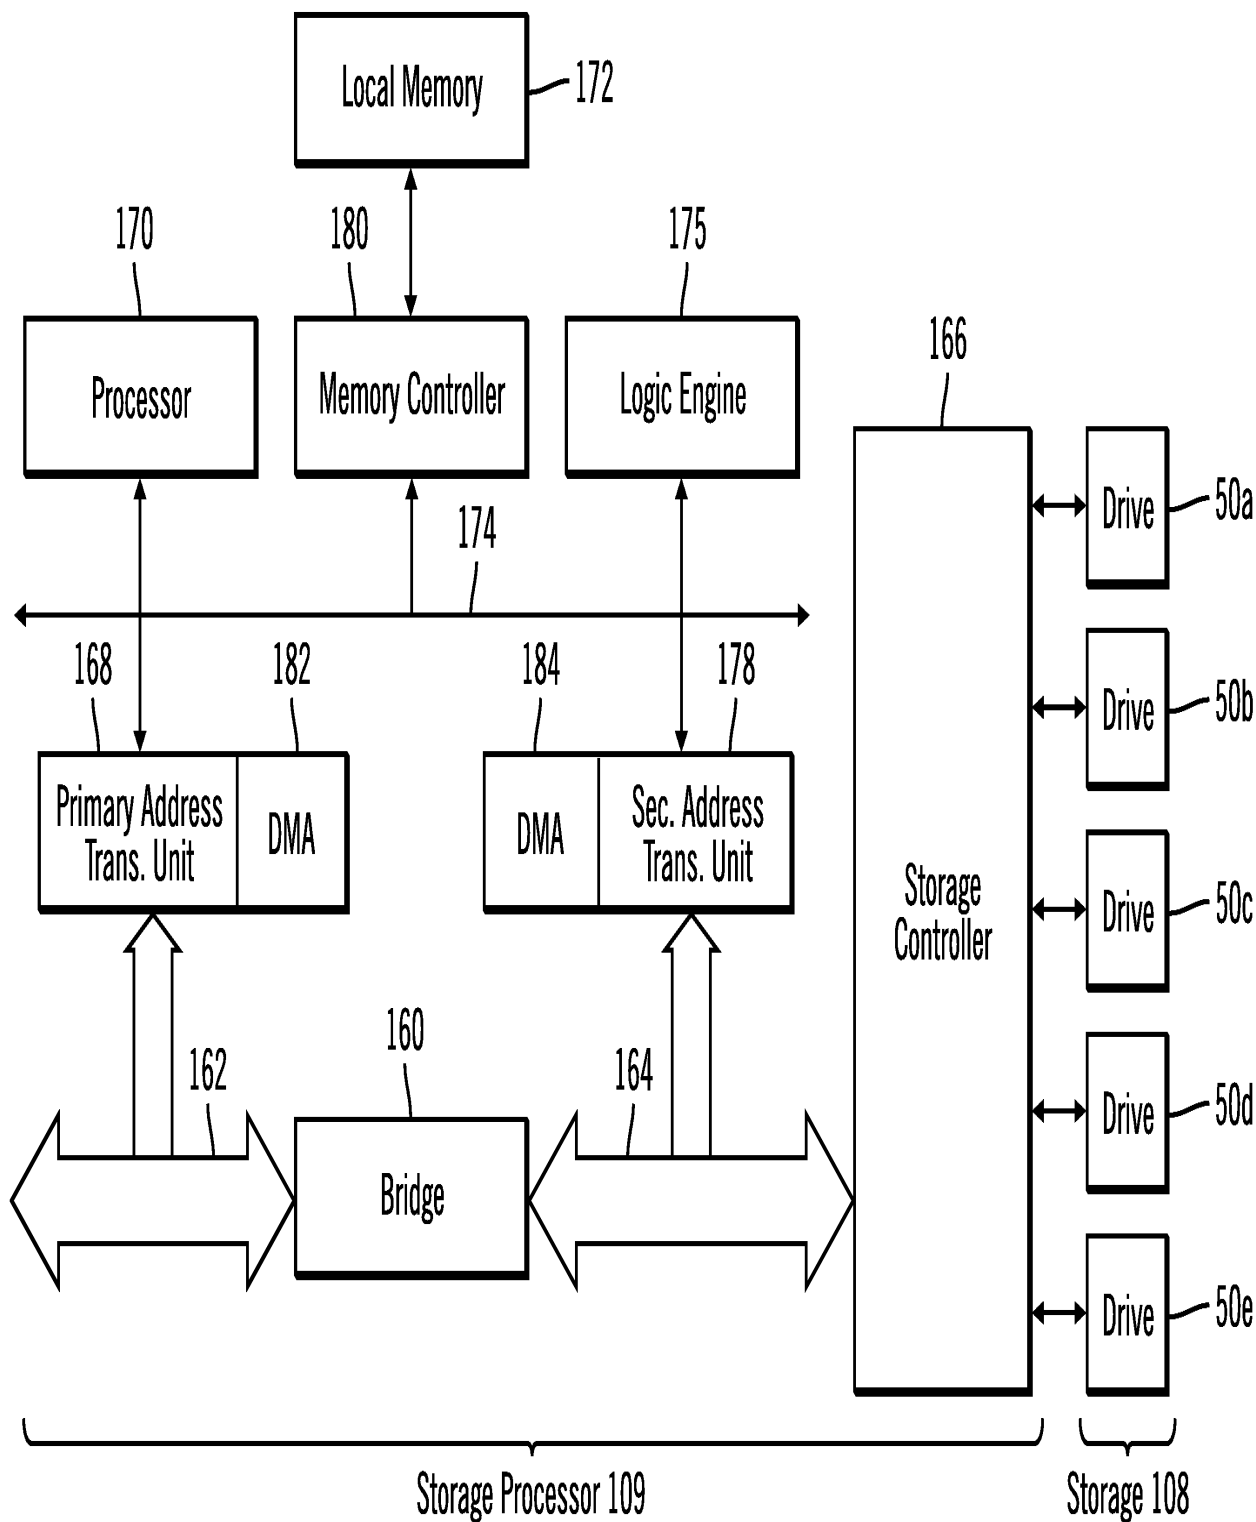 Local Memory
172
170
180
175
Processor
Memory Controller
Logic Engine
166
174
Drive
50a
168
182
184
178
Drive
50b
Primary Address
Trans. Unit
DMA
DMA
Sec. Address
Trans. Unit
Storage
Controller
Drive
50c
162
160
164
Bridge
Drive
50d
Drive
50e
Storage Processor 109
Storage 108